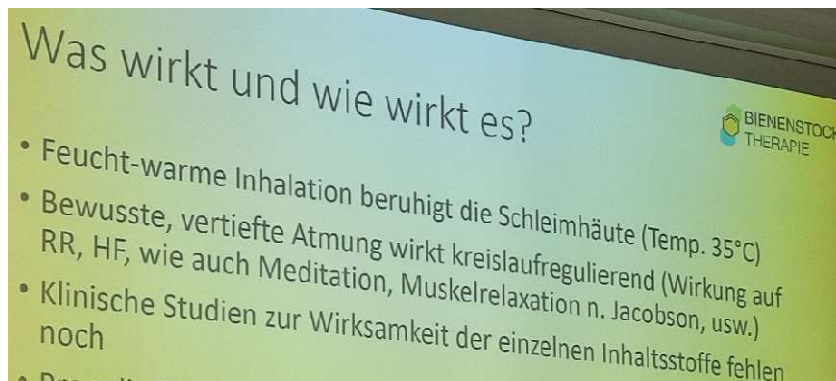 Was wirkt und wie wirkt es?
BIENENSTOCK
THERAPIE
• Feucht-warme Inhalation beruhigt die Schleimhäute (Temp. 35°C)
• Bewusste, vertiefte Atmung wirkt kreislaufregulierend (Wirkung auf
RR, HF, wie auch Meditation, Muskelrelaxation n. Jacobson, usw.)
• Klinische Studien zur Wirksamkeit der einzelnen Inhaltsstoffe fehlen
noch